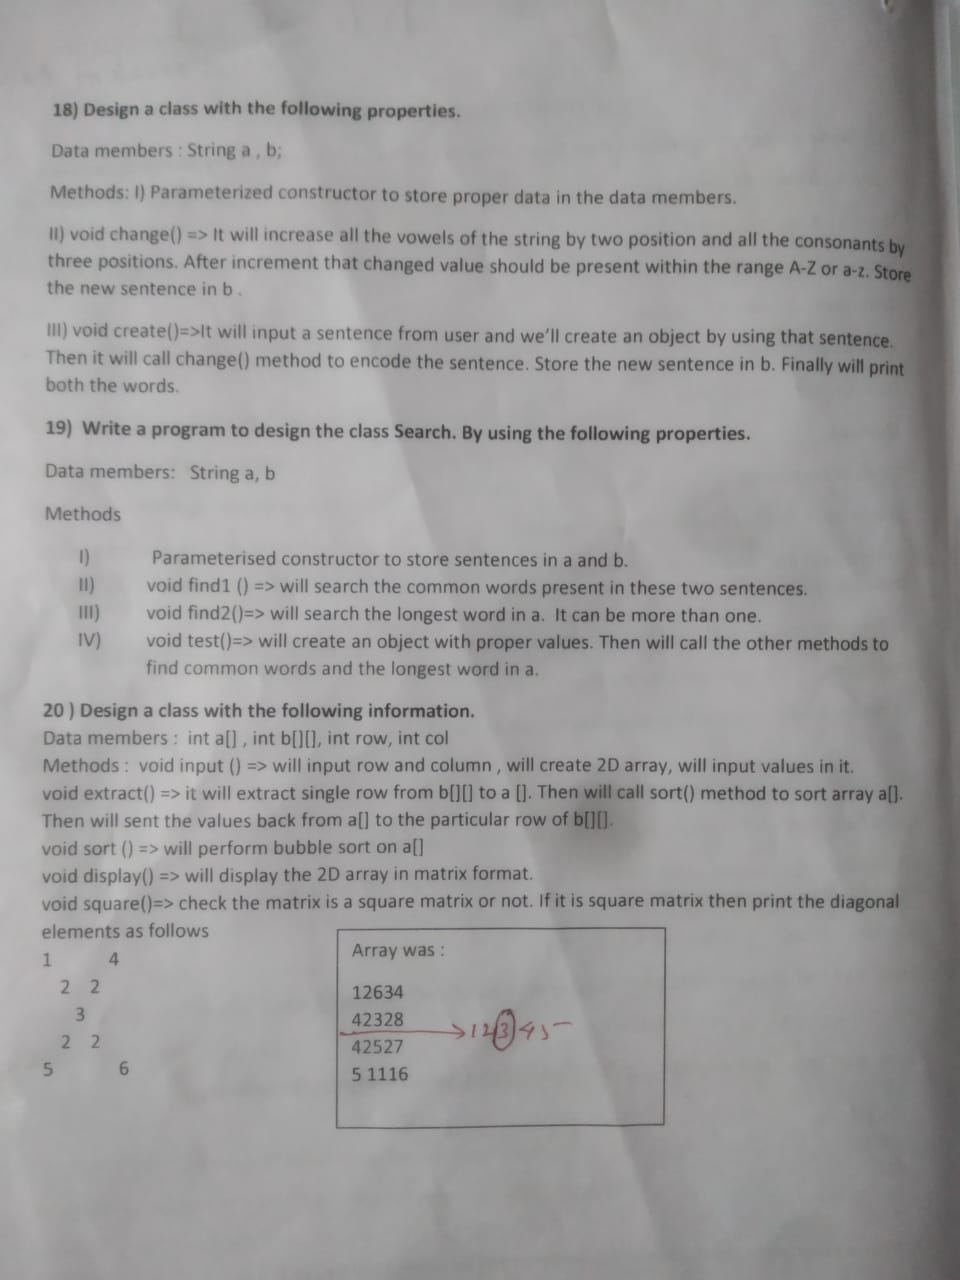 18) Design a class with the following properties.
Data members : String a , b;
Methods: I) Parameterized constructor to store proper data in the data members.
II) void change() => It will increase all the vowels of the string by two position and all the consonants by
three positions. After increment that changed value should be present within the range A-Z or a-z. Store
the new sentence in b .
III) void create()=>It will input a sentence from user and we'll create an object by using that sentence.
Then it will call change() method to encode the sentence. Store the new sentence in b. Finally will print
both the words.
19) Write a program to design the class Search. By using the following properties.
Data members: String a, b
Methods
I) Parameterised constructor to store sentences in a and b.
II) void find1 () => will search the common words present in these two sentences.
III) void find2()=> will search the longest word in a. It can be more than one.
IV) void test()=> will create an object with proper values. Then will call the other methods to
find common words and the longest word in a.
20 ) Design a class with the following information.
Data members : int a[] , int b[][], int row, int col
Methods : void input () => will input row and column , will create 2D array, will input values in it.
void extract() => it will extract single row from b[][] to a []. Then will call sort() method to sort array a[].
Then will sent the values back from a[] to the particular row of b[][].
void sort () => will perform bubble sort on a[]
void display() => will display the 2D array in matrix format.
void square()=> check the matrix is a square matrix or not. If it is square matrix then print the diagonal
elements as follows
1 4
2 2
3
2 2
5 6
Array was :
12634
42328
12345
42527
5 1116